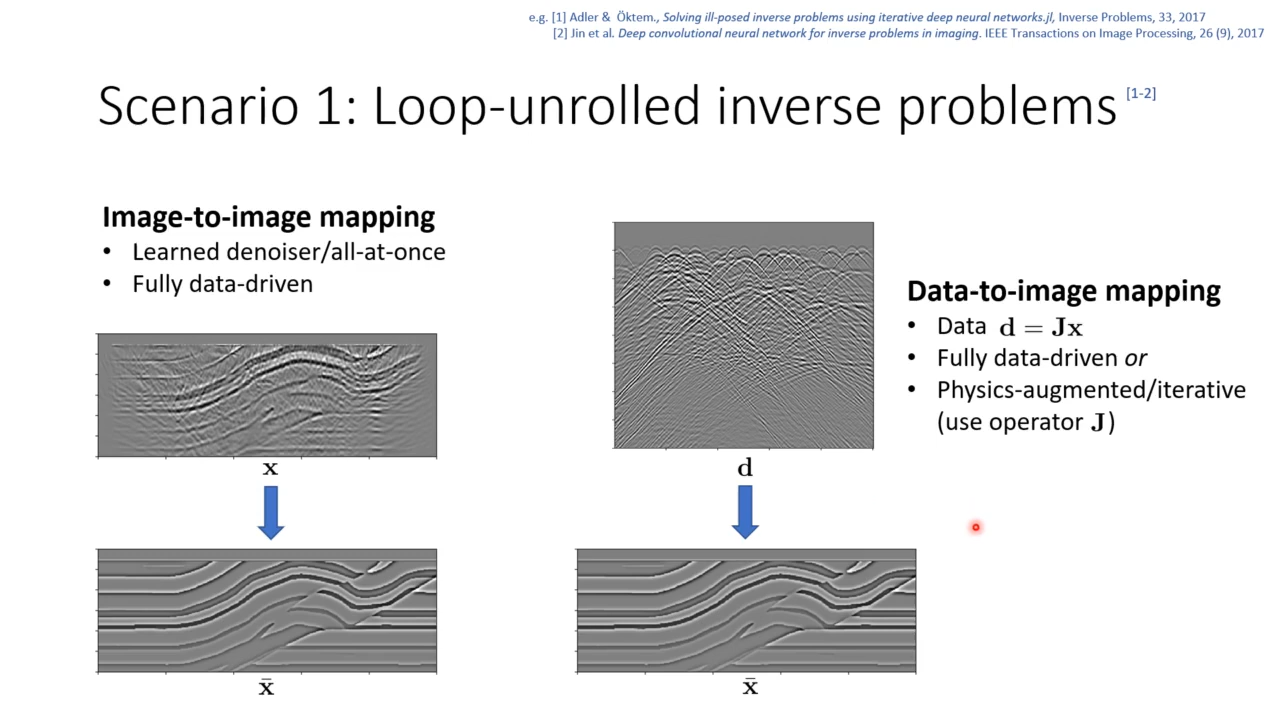 e.g. [1] Adler & Öktem., Solving ill-posed inverse problems using iterative deep neural networks.jl, Inverse Problems, 33, 2017
[2] Jin et al. Deep convolutional neural network for inverse problems in imaging. IEEE Transactions on Image Processing, 26 (9), 2017
Scenario 1: Loop-unrolled inverse problems [1-2]
Image-to-image mapping
• Learned denoiser/all-at-once
• Fully data-driven
x
x̄
d
x̄
Data-to-image mapping
• Data d = Jx
• Fully data-driven or
• Physics-augmented/iterative
(use operator J)